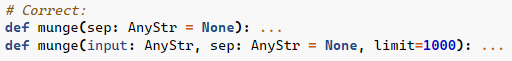 # Correct:
def munge(sep: AnyStr = None): ...
def munge(input: AnyStr, sep: AnyStr = None, limit=1000): ...